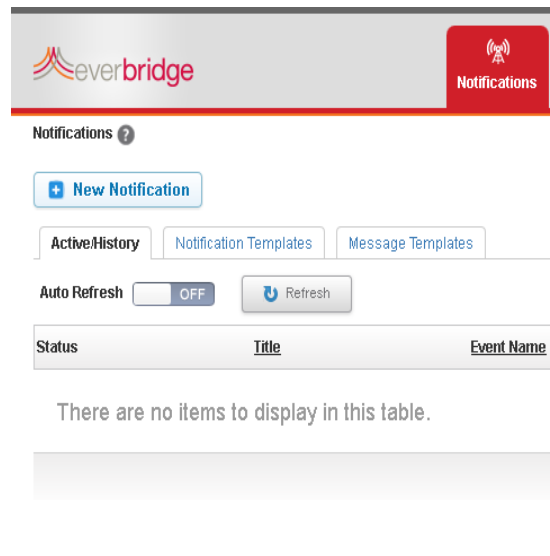 everbridge
Notifications
Notifications ?
New Notification
Active/History Notification Templates Message Templates
Auto Refresh OFF Refresh
Status Title Event Name
There are no items to display in this table.